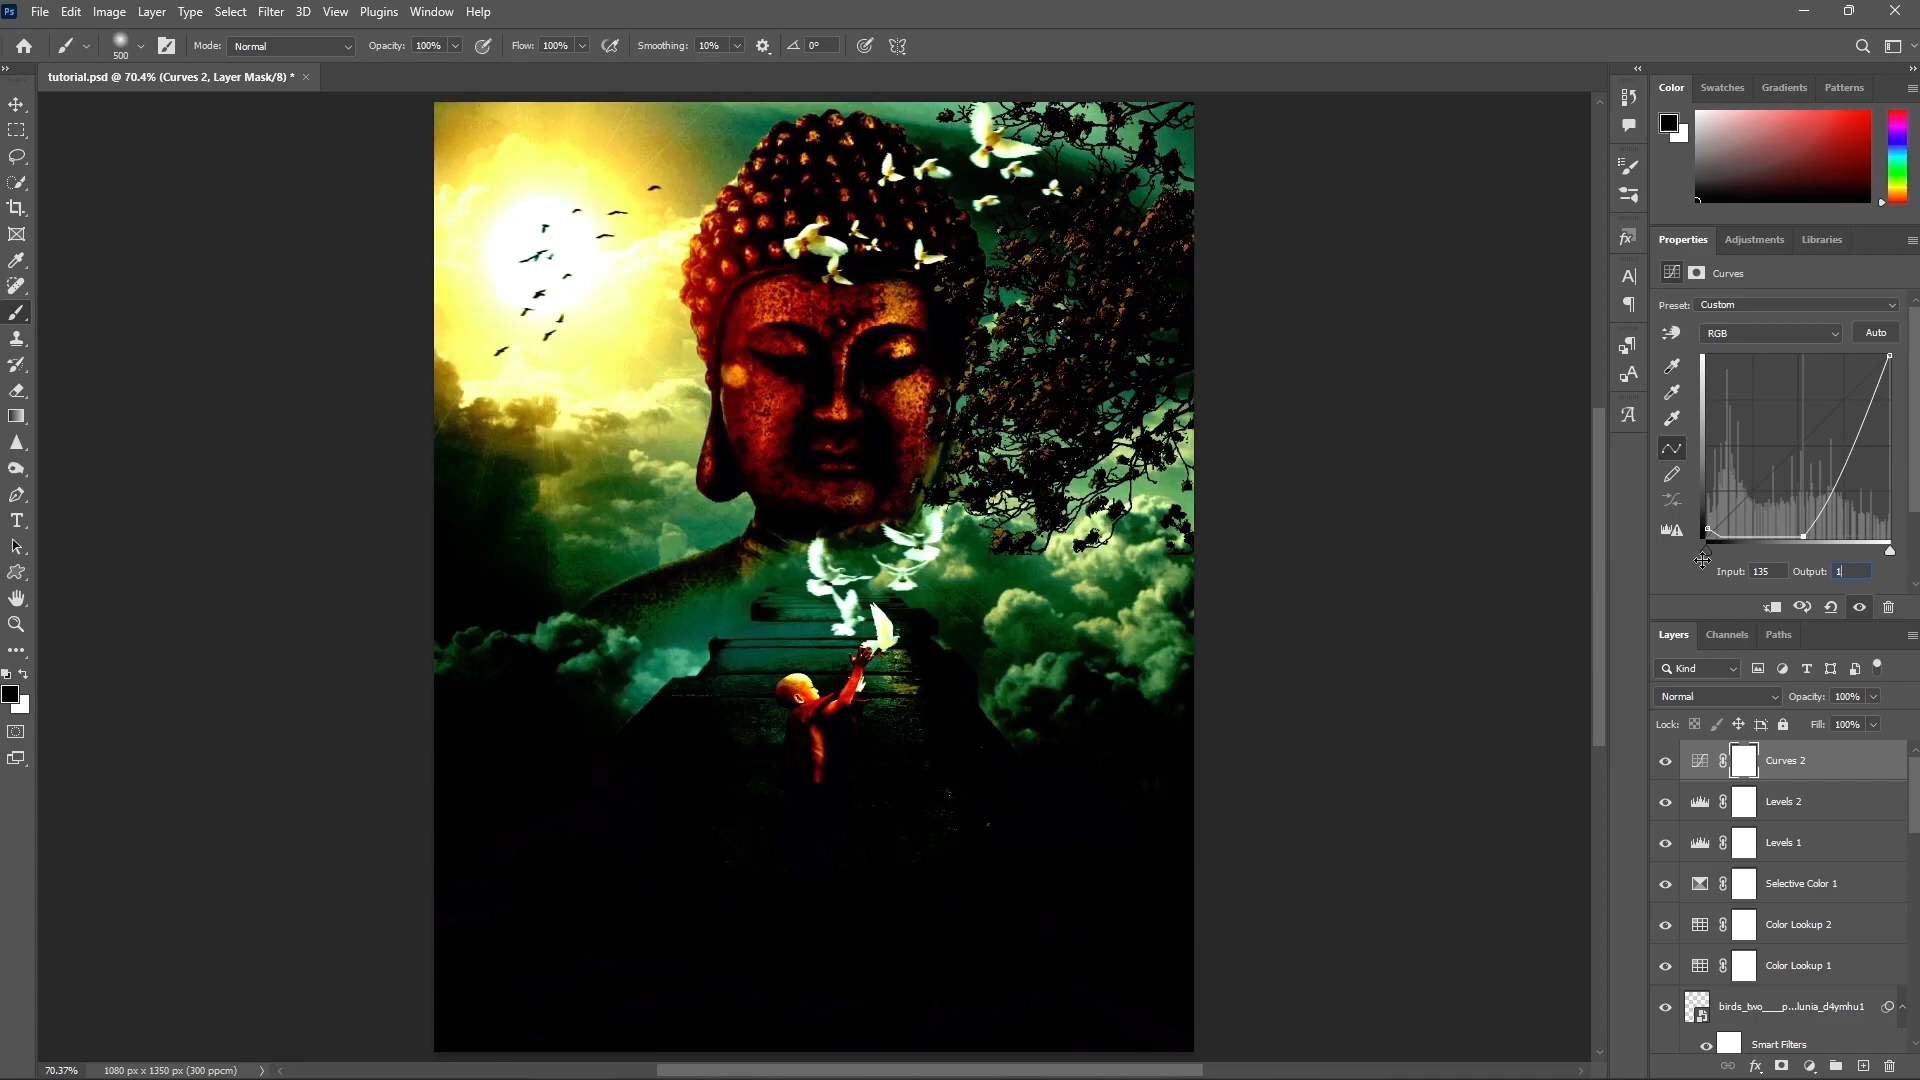 Ps File Edit Image Layer Type Select Filter 3D View Plugins Window Help
500 Mode: Normal Opacity: 100% Flow: 100% Smoothing: 10% 0°
tutorial.psd @ 70.4% (Curves 2, Layer Mask/8) *
Color Swatches Gradients Patterns
Properties Adjustments Libraries
Curves
Preset: Custom
RGB Auto
Input: 135 Output: 1
Layers Channels Paths
Kind
Normal Opacity: 100%
Lock: Fill: 100%
Curves 2
Levels 2
Levels 1
Selective Color 1
Color Lookup 2
Color Lookup 1
birds_two___p...lunia_d4ymhu1
Smart Filters
70.37% 1080 px x 1350 px (300 ppcm)